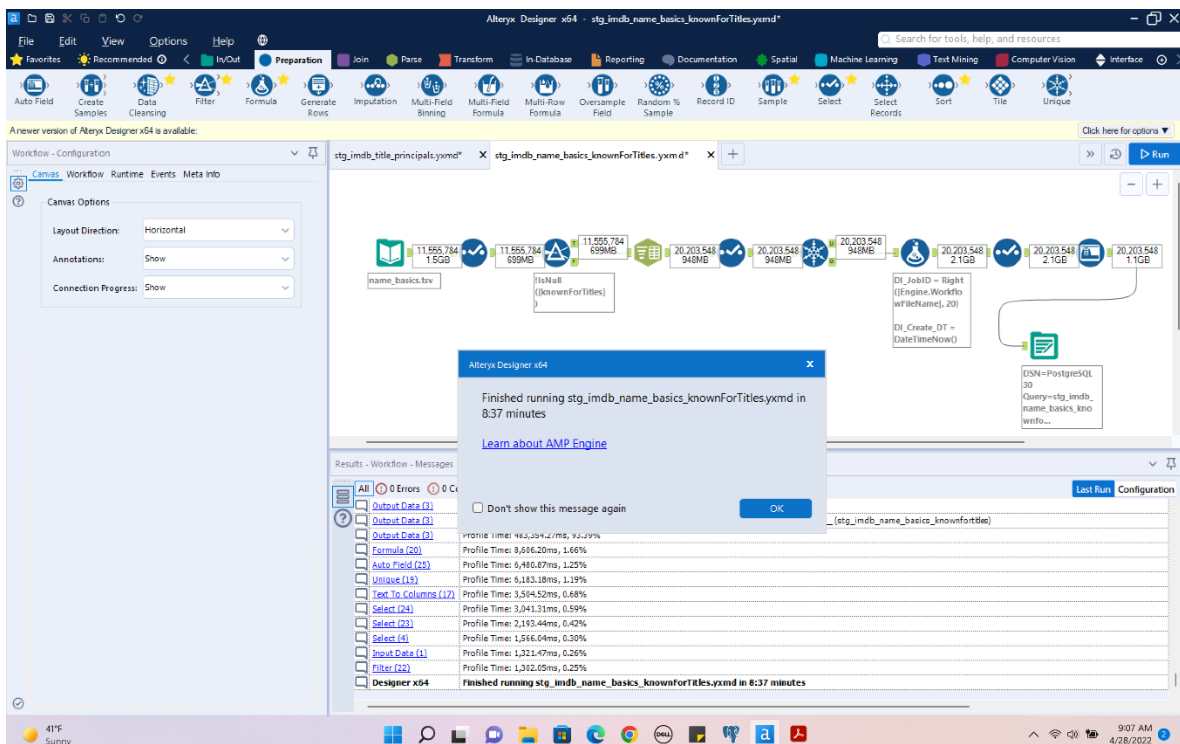 Alteryx Designer x64 - stg_imdb_name_basics_knownForTitles.yxmd*
File Edit View Options Help
Search for tools, help, and resources
Favorites Recommended In/Out Preparation Join Parse Transform In-Database Reporting Documentation Spatial Machine Learning Text Mining Computer Vision Interface
Auto Field Create Samples Data Cleansing Filter Formula Generate Rows Imputation Multi-Field Binning Multi-Field Formula Multi-Row Formula Oversample Field Random % Sample Record ID Sample Select Select Records Sort Tile Unique
A newer version of Alteryx Designer x64 is available:
Click here for options ▼
Workflow - Configuration
stg_imdb_title_principals.yxmd* X stg_imdb_name_basics_knownForTitles.yxmd* X +
Run
Canvas Workflow Runtime Events Meta Info
Canvas Options
Layout Direction: Horizontal
Annotations: Show
Connection Progress: Show
11,555,784
1.5GB
11,555,784
699MB
T
F
11,555,784
699MB
20,203,548
948MB
20,203,548
948MB
U
D
20,203,548
948MB
20,203,548
2.1GB
20,203,548
2.1GB
20,203,548
1.1GB
name_basics.tsv
!IsNull
([knownForTitles]
)
DI_JobID = Right
([Engine.Workflo
wFileName], 20)
DI_Create_DT =
DateTimeNow()
DSN=PostgreSQL
30
Query=stg_imdb_
name_basics_kno
wnfo...
Alteryx Designer x64 x
Finished running stg_imdb_name_basics_knownForTitles.yxmd in
8:37 minutes
Learn about AMP Engine
Don't show this message again
OK
Results - Workflow - Messages
All 0 Errors
Last Run Configuration
Output Data (3)
Output Data (3) (stg_imdb_name_basics_knownfortitles)
Output Data (3) Profile Time: 483,354.27ms, 93.39%
Formula (20) Profile Time: 8,606.20ms, 1.66%
Auto Field (25) Profile Time: 6,480.87ms, 1.25%
Unique (19) Profile Time: 6,183.18ms, 1.19%
Text To Columns (17) Profile Time: 3,504.52ms, 0.68%
Select (24) Profile Time: 3,041.31ms, 0.59%
Select (23) Profile Time: 2,193.44ms, 0.42%
Select (4) Profile Time: 1,566.04ms, 0.30%
Input Data (1) Profile Time: 1,321.47ms, 0.26%
Filter (22) Profile Time: 1,302.05ms, 0.25%
Designer x64 Finished running stg_imdb_name_basics_knownForTitles.yxmd in 8:37 minutes
41°F
Sunny
DELL
9:07 AM
4/28/2022
2